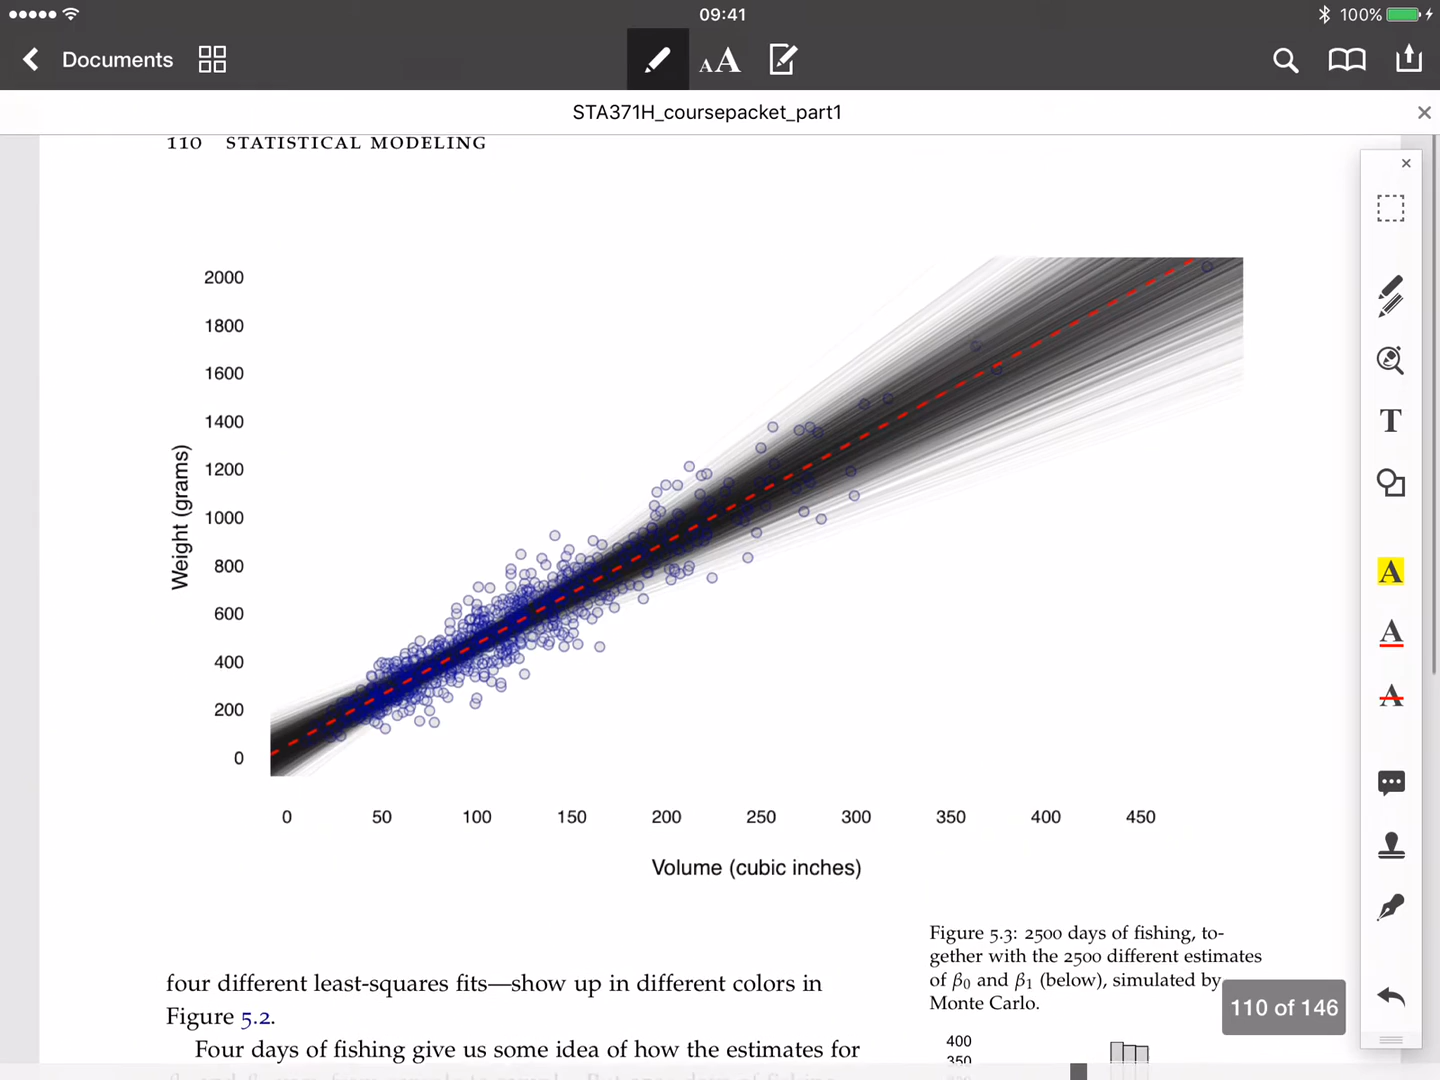 09:41
100%
Documents
AA
STA371H_coursepacket_part1
110 STATISTICAL MODELING
2000
1800
1600
1400
1200
1000
800
600
400
200
0
Weight (grams)
0 50 100 150 200 250 300 350 400 450
Volume (cubic inches)
T
A
A
A
Figure 5.3: 2500 days of fishing, to-
gether with the 2500 different estimates
of β0 and β1 (below), simulated by
Monte Carlo.
110 of 146
400
350
four different least-squares fits—show up in different colors in
Figure 5.2.
Four days of fishing give us some idea of how the estimates for